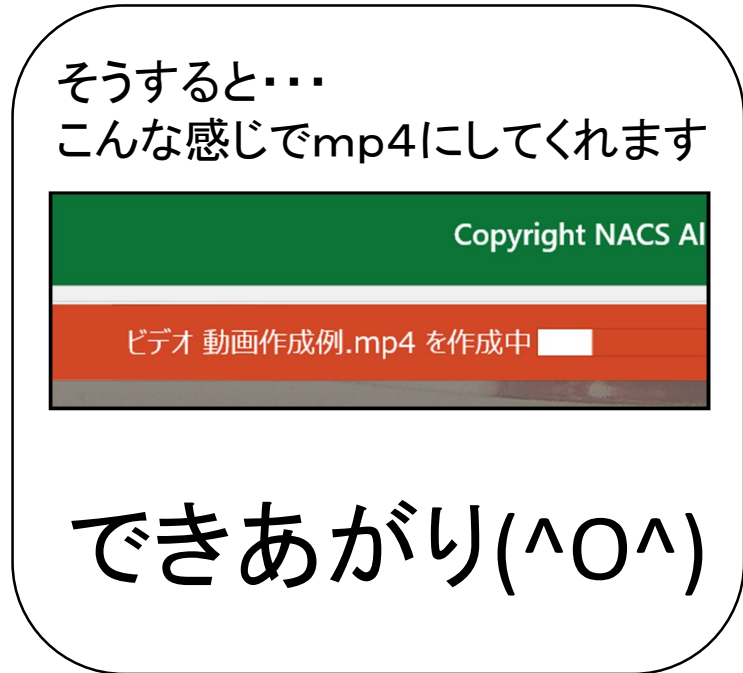 そうすると・・・
こんな感じでｍｐ４にしてくれます
Copyright NACS Al
ビデオ 動画作成例.mp4 を作成中
できあがり(^O^)